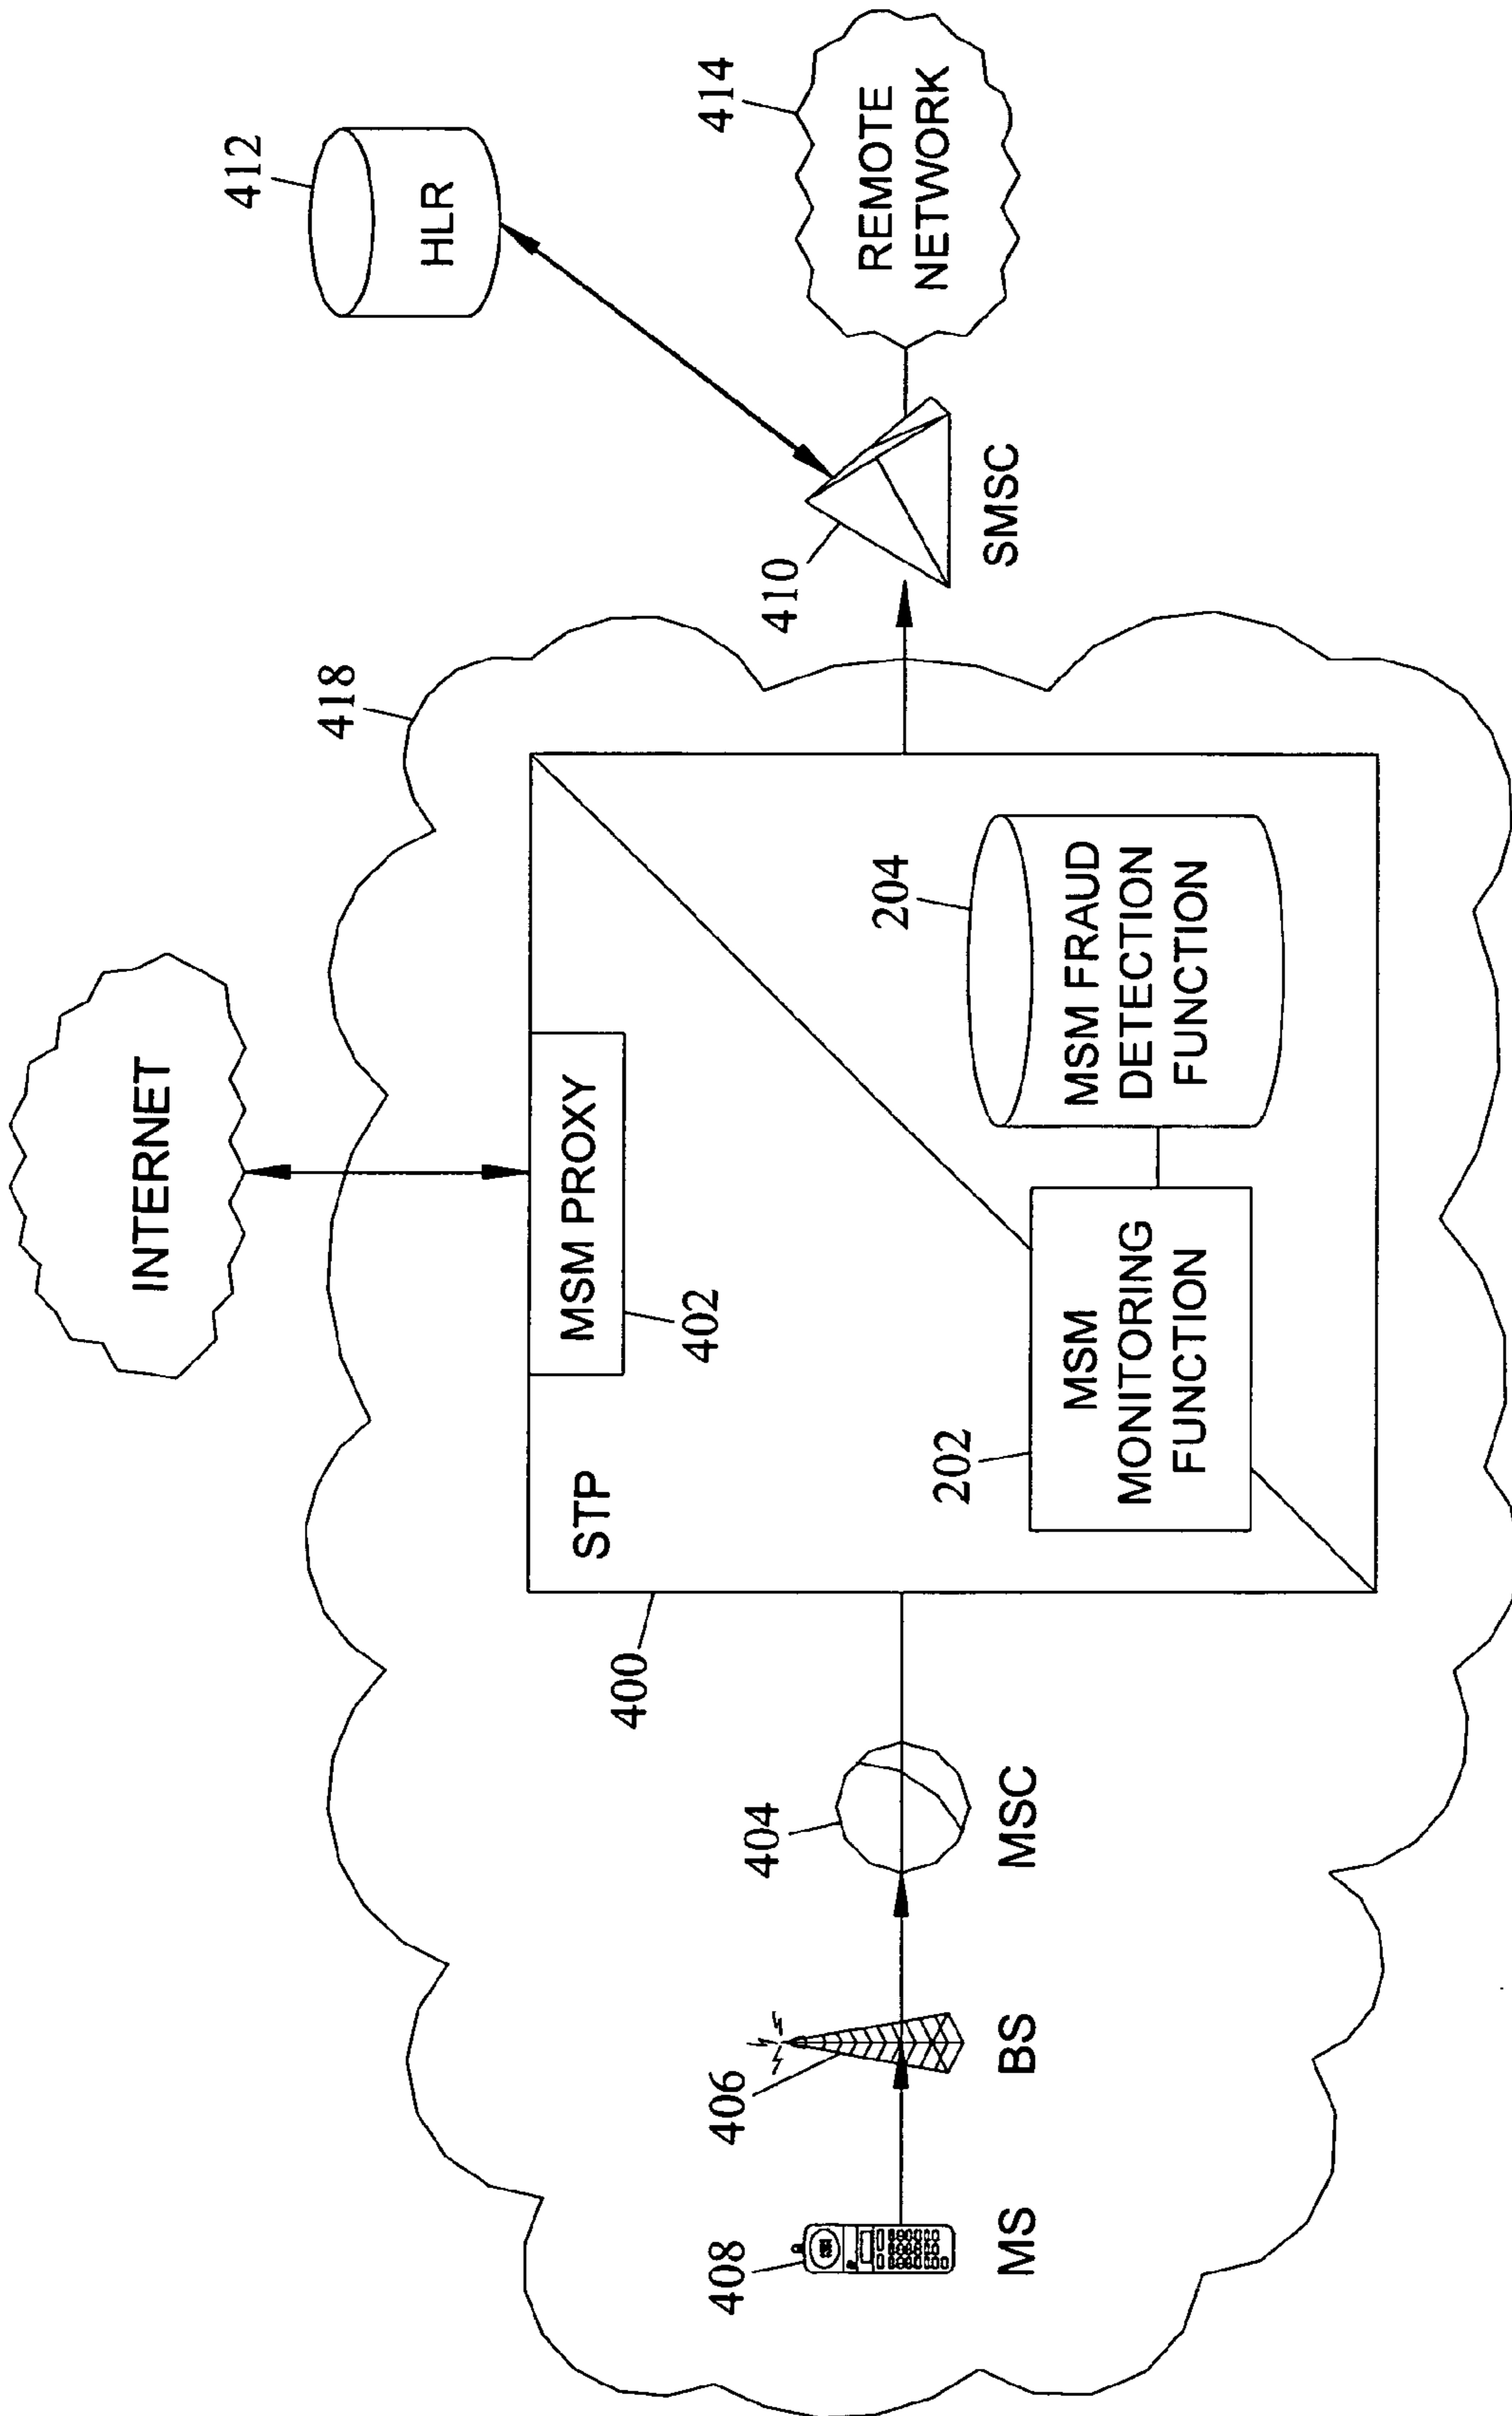 INTERNET
412
HLR
418
414
REMOTE
NETWORK
MSM PROXY
402
STP
400
410
SMSC
408
MS
406
BS
404
MSC
202
MSM
MONITORING
FUNCTION
204
MSM FRAUD
DETECTION
FUNCTION